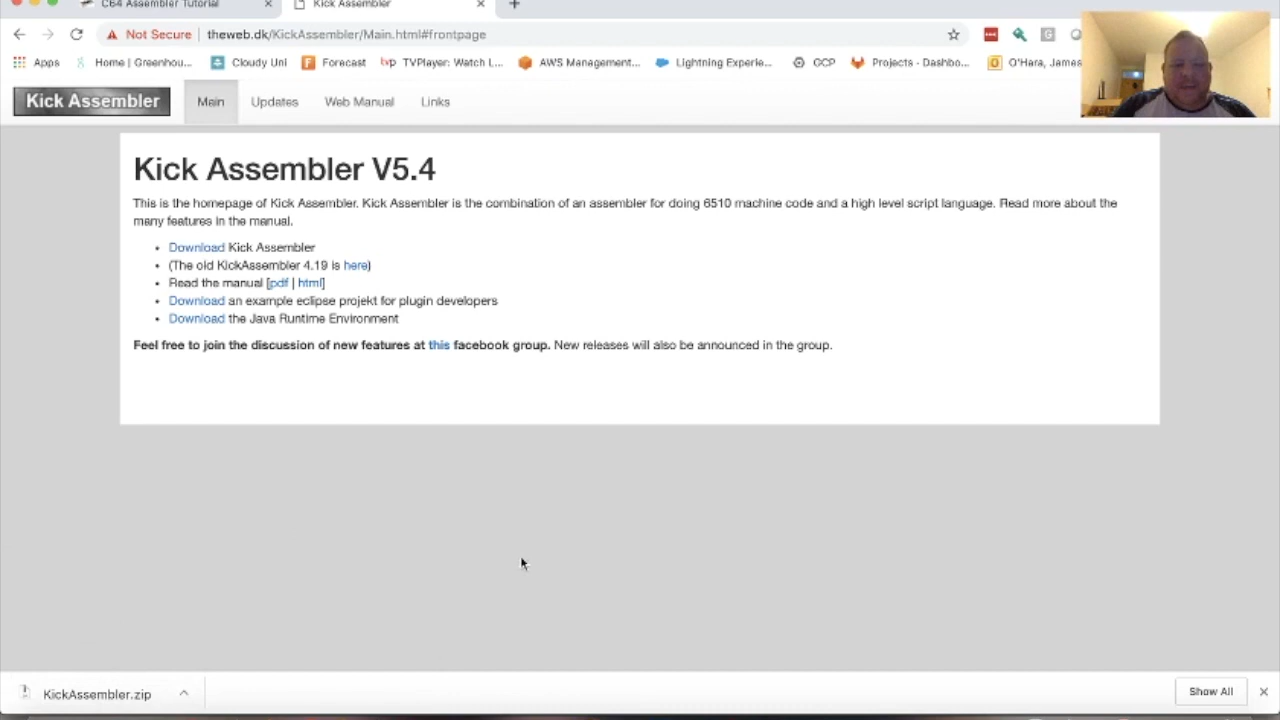 C64 Assembler Tutorial
Kick Assembler
Not Secure | theweb.dk/KickAssembler/Main.html#frontpage
Apps Home | Greenhou... Cloudy Uni Forecast tvp TVPlayer: Watch L... AWS Management... Lightning Experie... GCP Projects - Dashbo... O'Hara, James
Kick Assembler Main Updates Web Manual Links
Kick Assembler V5.4
This is the homepage of Kick Assembler. Kick Assembler is the combination of an assembler for doing 6510 machine code and a high level script language. Read more about the
many features in the manual.
• Download Kick Assembler
• (The old KickAssembler 4.19 is here)
• Read the manual [pdf | html]
• Download an example eclipse projekt for plugin developers
• Download the Java Runtime Environment
Feel free to join the discussion of new features at this facebook group. New releases will also be announced in the group.
KickAssembler.zip
Show All